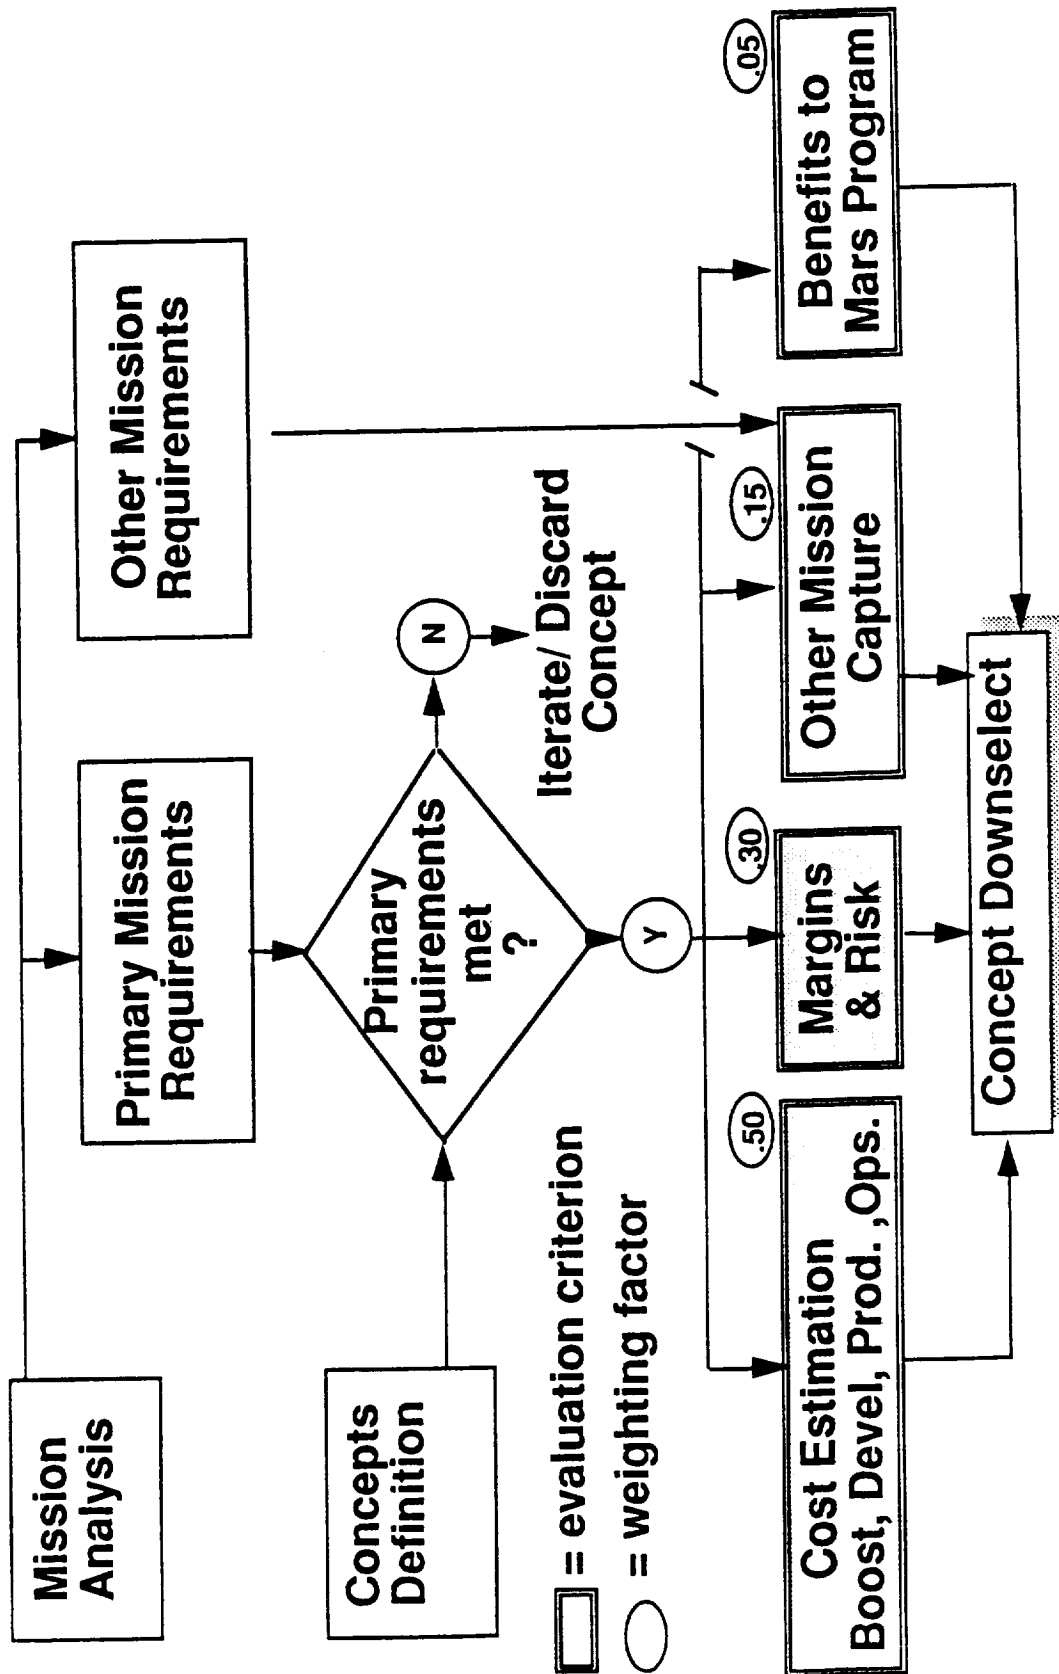 Mission
Analysis
Primary Mission
Requirements
Other Mission
Requirements
Concepts
Definition
Primary
requirements
met
?
N
Iterate/ Discard
Concept
Y
= evaluation criterion
= weighting factor
.50
Cost Estimation
Boost, Devel, Prod. ,Ops.
.30
Margins
& Risk
.15
Other Mission
Capture
.05
Benefits to
Mars Program
Concept Downselect